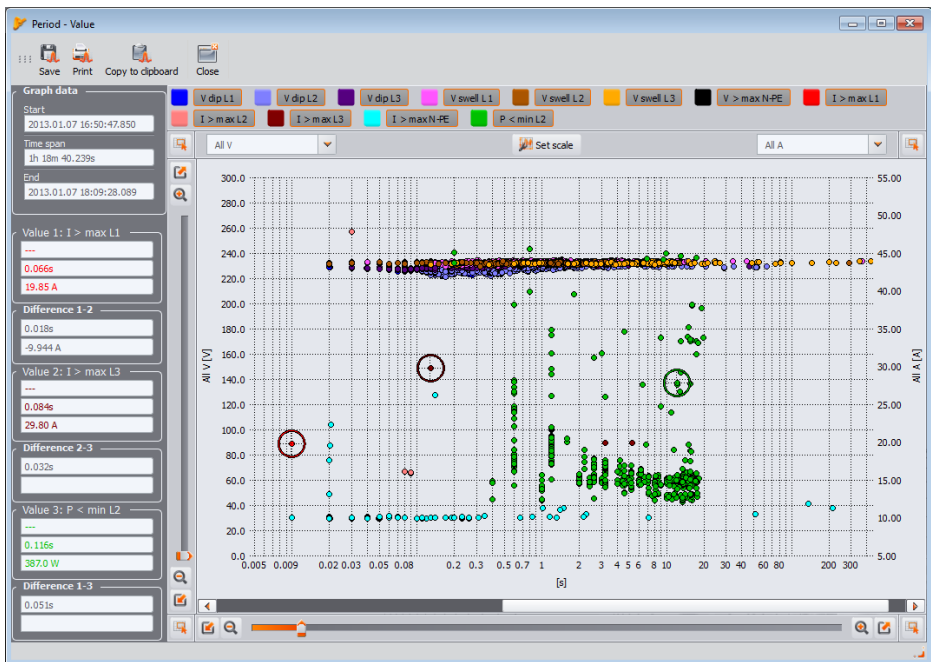 Period - Value
Save Print Copy to clipboard Close
Graph data
Start
2013.01.07 16:50:47.850
Time span
1h 18m 40.239s
End
2013.01.07 18:09:28.089
Value 1: I > max L1
---
0.066s
19.85 A
Difference 1-2
0.018s
-9.944 A
Value 2: I > max L3
---
0.084s
29.80 A
Difference 2-3
0.032s
Value 3: P < min L2
---
0.116s
387.0 W
Difference 1-3
0.051s
V dip L1 V dip L2 V dip L3 V swell L1 V swell L2 V swell L3 V > max N-PE I > max L1
I > max L2 I > max L3 I > max N-PE P < min L2
All V Set scale All A
300.0
280.0
260.0
240.0
220.0
200.0
180.0
160.0
140.0
120.0
100.0
80.0
60.0
40.0
20.0
0.0
All V [V]
0.005 0.009 0.02 0.03 0.05 0.08 0.2 0.3 0.5 0.7 1 2 3 4 5 6 8 10 20 30 40 60 80 200 300
[s]
55.00
50.00
45.00
40.00
35.00
30.00
25.00
20.00
15.00
10.00
5.00
All A [A]